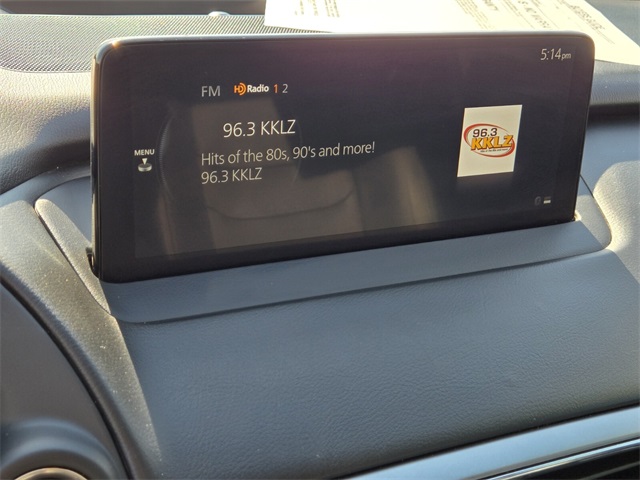 5:14pm
FM HD Radio 1 2
96.3 KKLZ
MENU
Hits of the 80s, 90's and more!
96.3 KKLZ
96.3
KKLZ